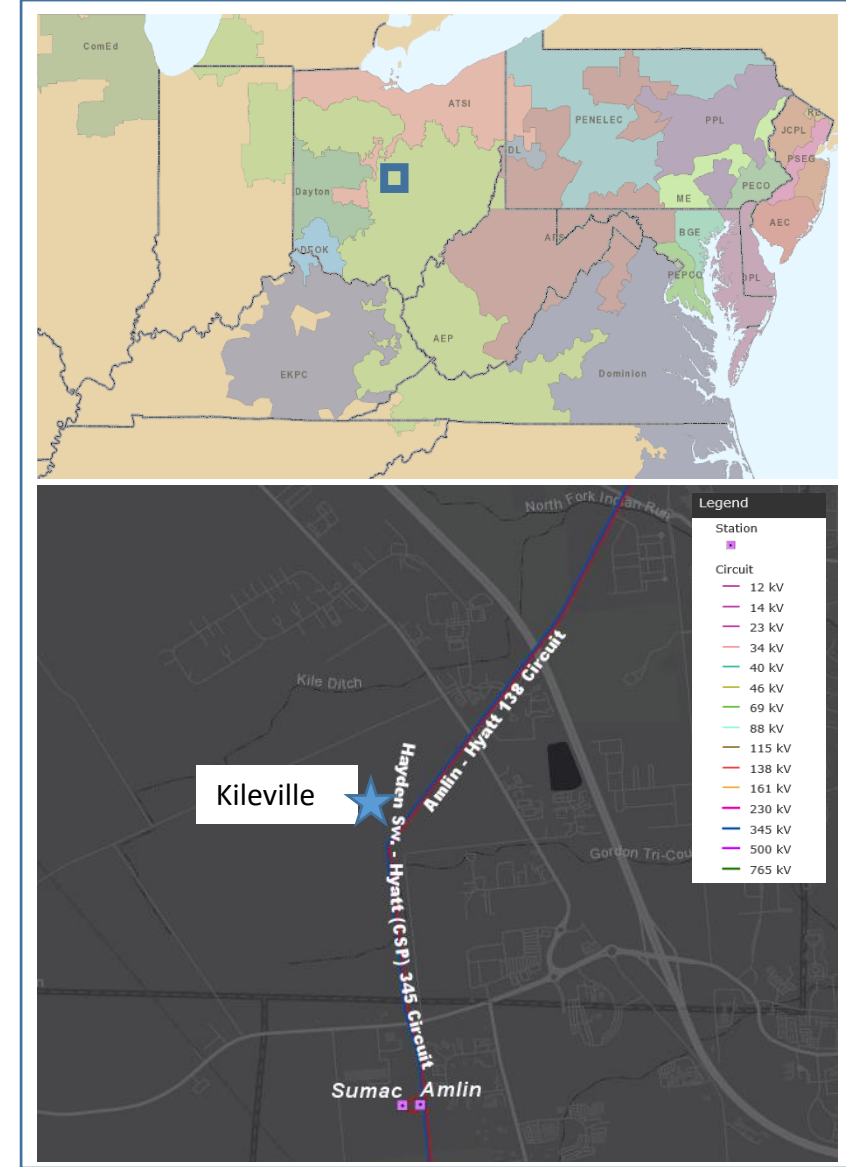 ComEd
ATSI
PENELEC
PPL
RE
JCPL
DL
PSEG
Dayton
PECO
ME
AEC
BGE
APS
DEOK
PEPCO
DPL
AEP
EKPC
Dominion
Legend
North Fork Indian Run
Station
Circuit
12 kV
14 kV
23 kV
34 kV
40 kV
46 kV
69 kV
88 kV
115 kV
138 kV
161 kV
230 kV
345 kV
500 kV
765 kV
Amlin - Hyatt 138 Circuit
Kile Ditch
Hayden Sw. - Hyatt (CSP) 345 Circuit
Kileville
Gordon Tri-Cou
Sumac Amlin